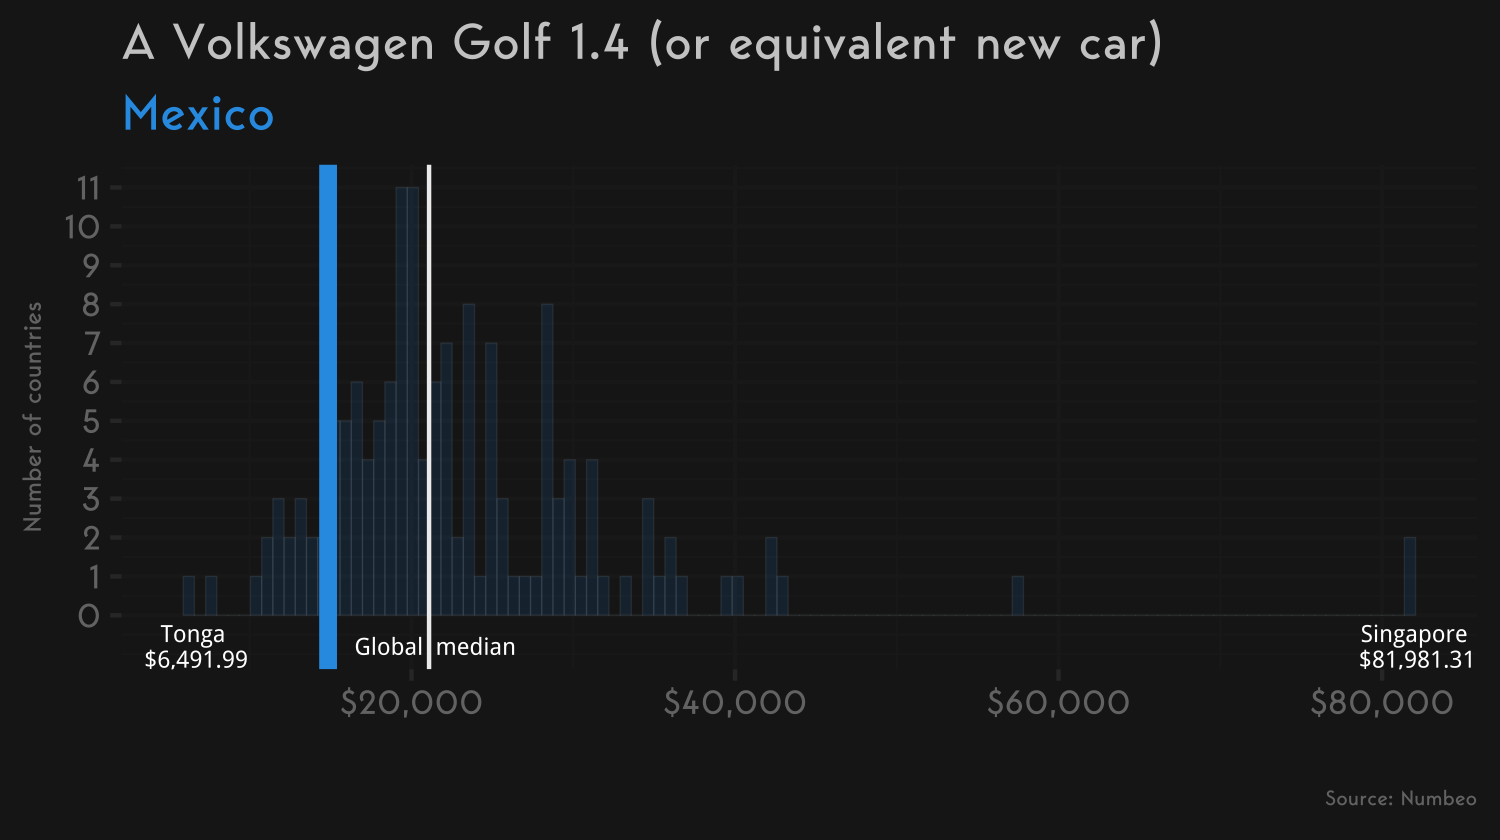 A Volkswagen Golf 1.4 (or equivalent new car)
Mexico
Number of countries
11
10
9
8
7
6
5
4
3
2
1
0
Tonga
$6,491.99
Global median
Singapore
$81,981.31
$20,000
$40,000
$60,000
$80,000
Source: Numbeo